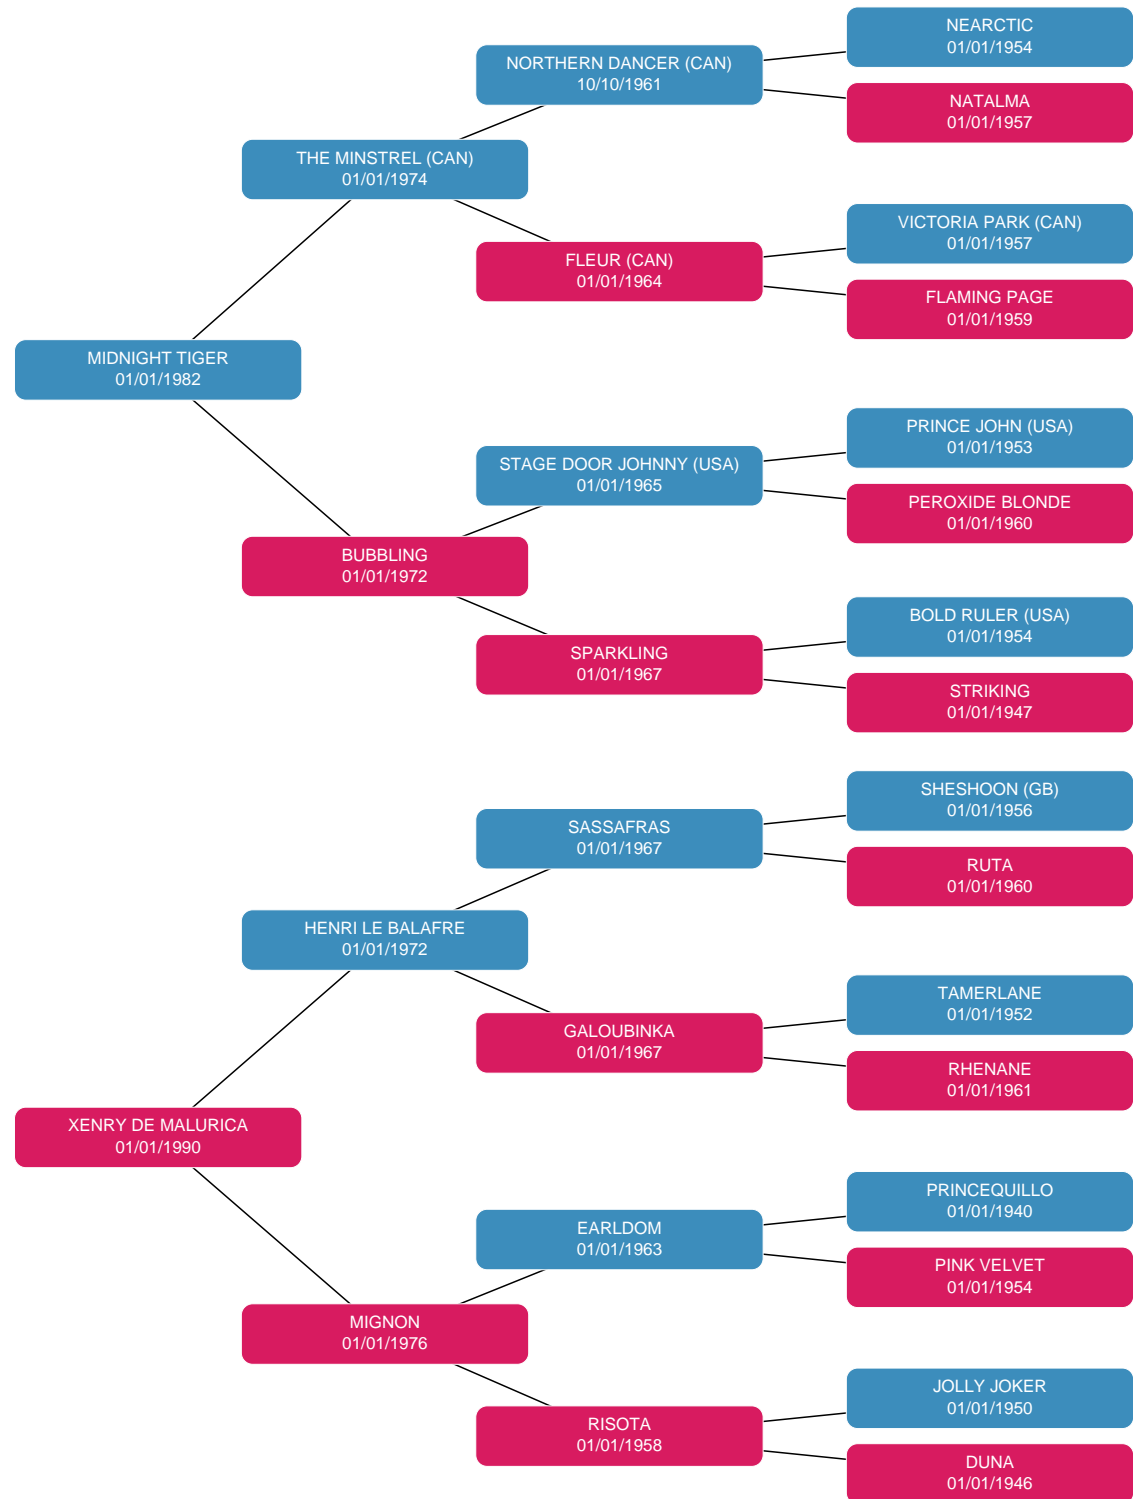 NEARCTIC
01/01/1954
NORTHERN DANCER (CAN)
10/10/1961
NATALMA
01/01/1957
THE MINSTREL (CAN)
01/01/1974
VICTORIA PARK (CAN)
01/01/1957
FLEUR (CAN)
01/01/1964
FLAMING PAGE
01/01/1959
MIDNIGHT TIGER
01/01/1982
PRINCE JOHN (USA)
01/01/1953
STAGE DOOR JOHNNY (USA)
01/01/1965
PEROXIDE BLONDE
01/01/1960
BUBBLING
01/01/1972
BOLD RULER (USA)
01/01/1954
SPARKLING
01/01/1967
STRIKING
01/01/1947
SHESHOON (GB)
01/01/1956
SASSAFRAS
01/01/1967
RUTA
01/01/1960
HENRI LE BALAFRE
01/01/1972
TAMERLANE
01/01/1952
GALOUBINKA
01/01/1967
RHENANE
01/01/1961
XENRY DE MALURICA
01/01/1990
PRINCEQUILLO
01/01/1940
EARLDOM
01/01/1963
PINK VELVET
01/01/1954
MIGNON
01/01/1976
JOLLY JOKER
01/01/1950
RISOTA
01/01/1958
DUNA
01/01/1946